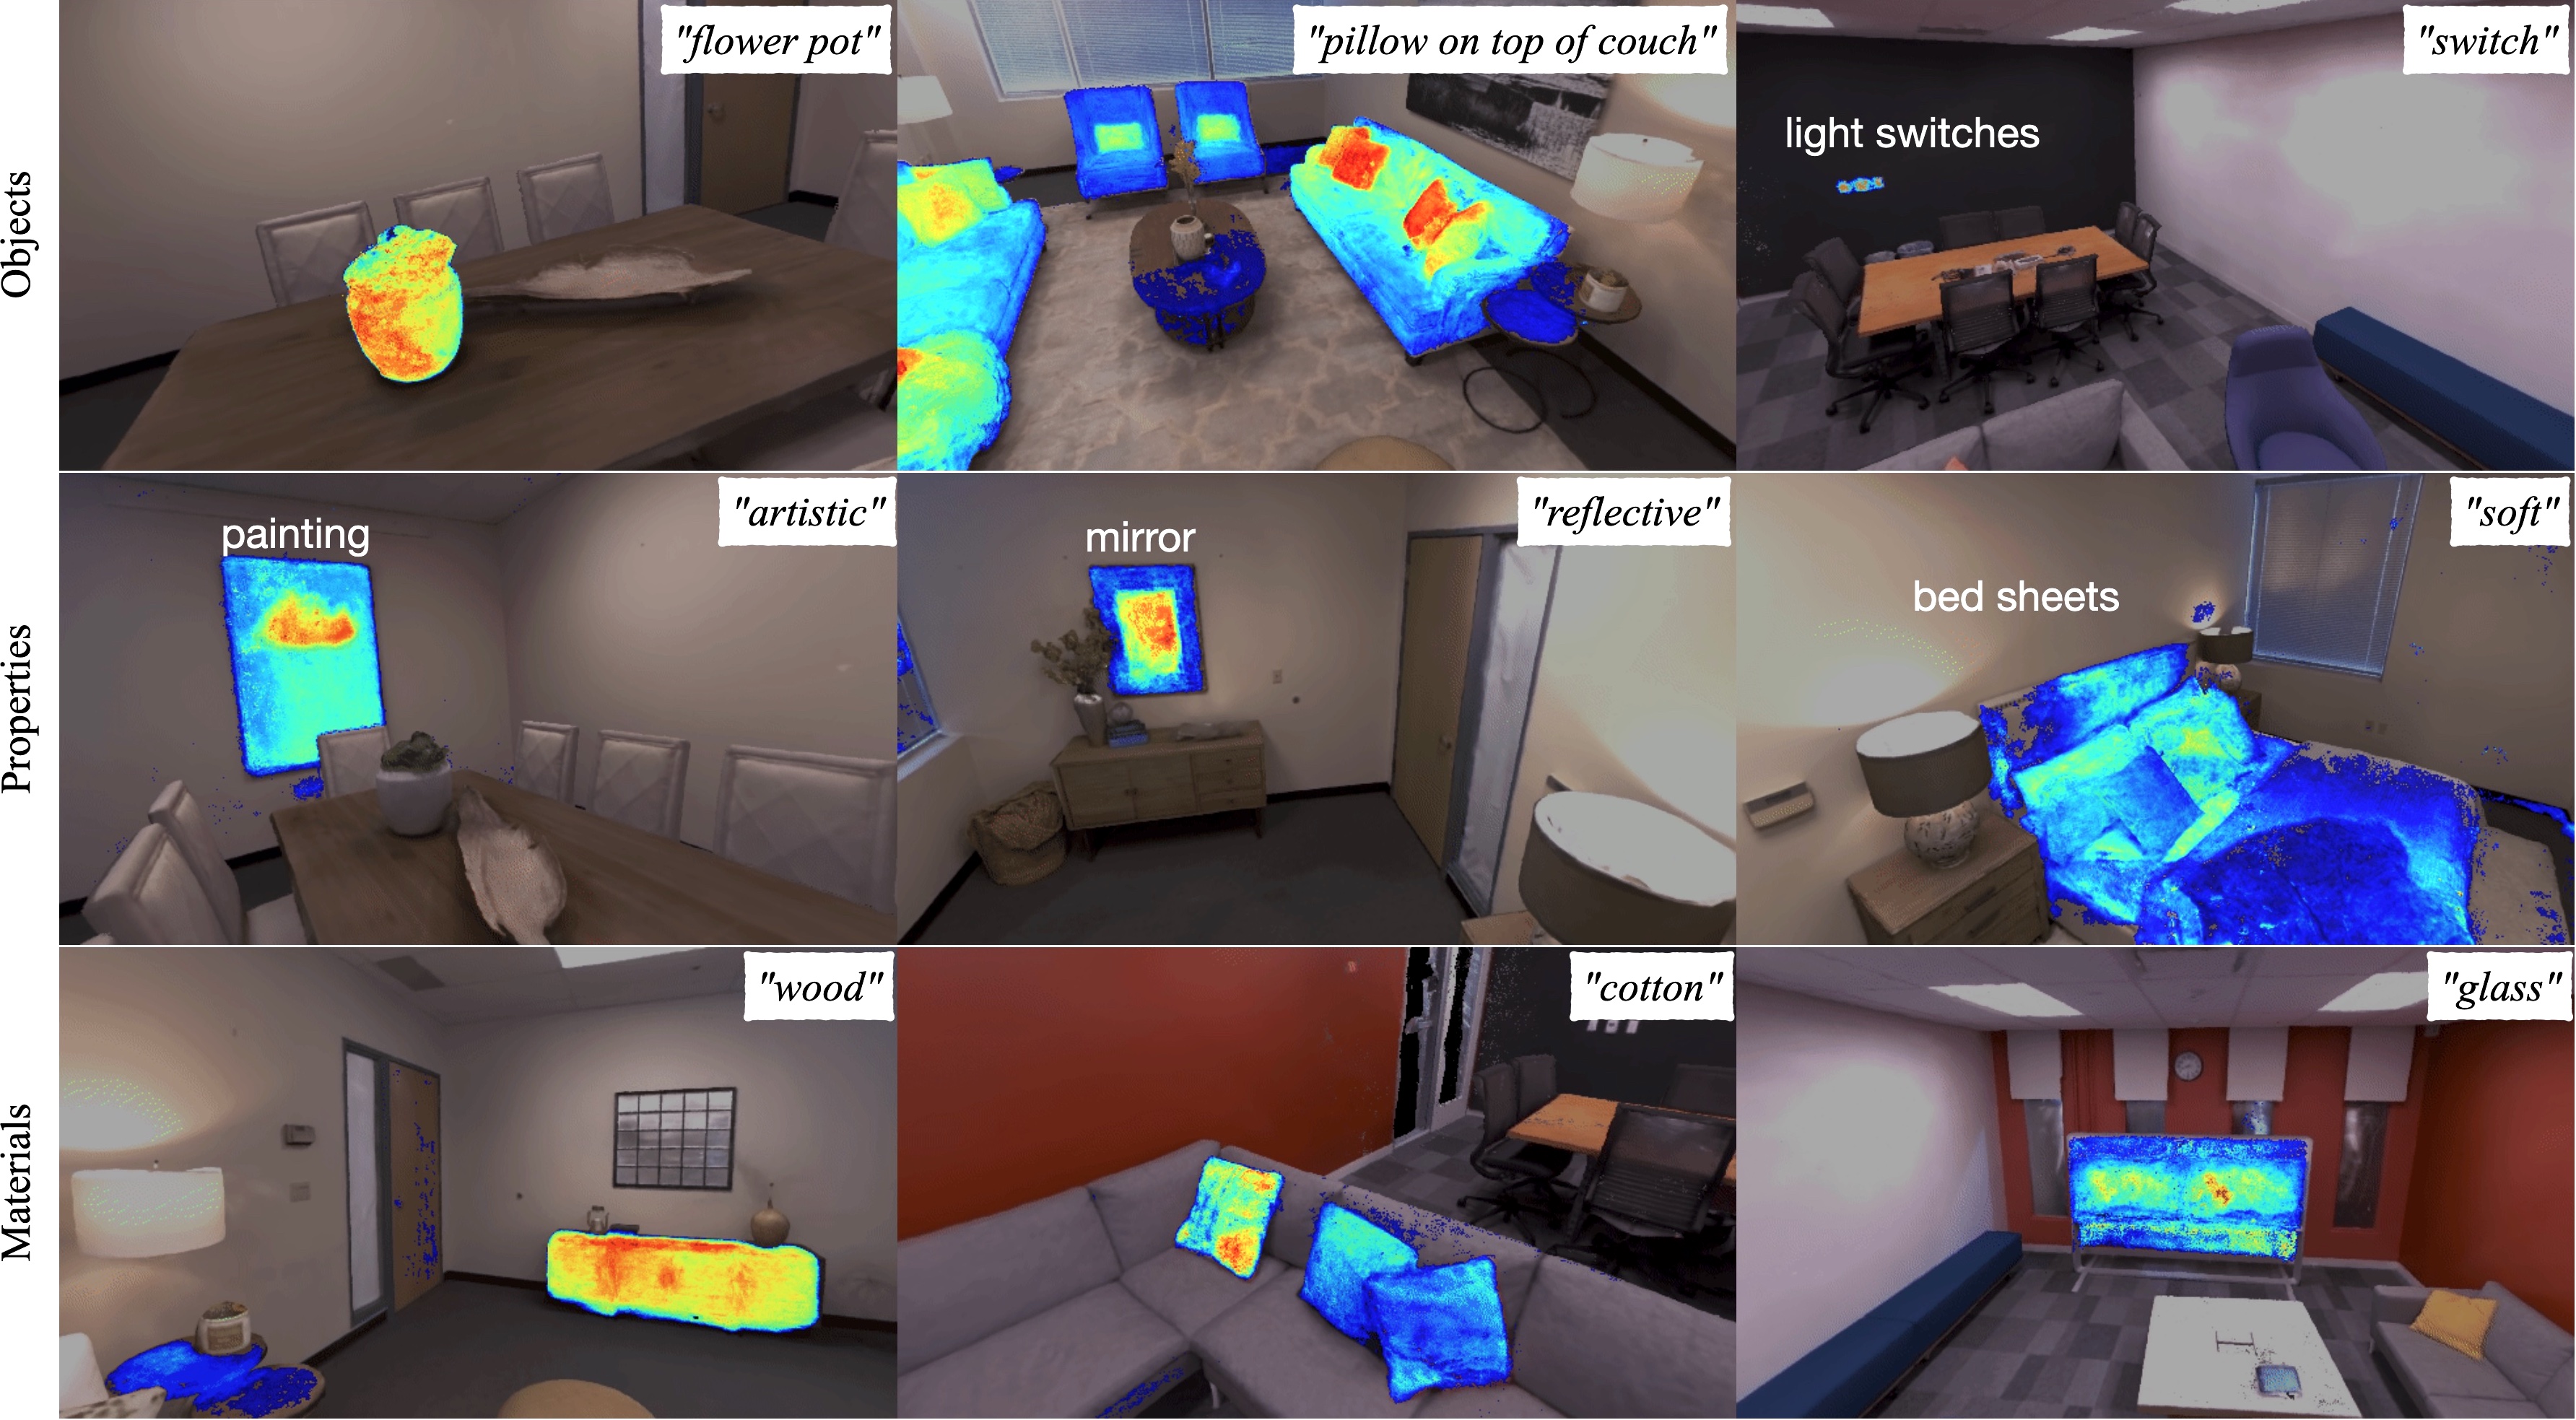 Objects
"flower pot"
"pillow on top of couch"
"switch"
light switches
Properties
"artistic"
painting
"reflective"
mirror
"soft"
bed sheets
Materials
"wood"
"cotton"
"glass"